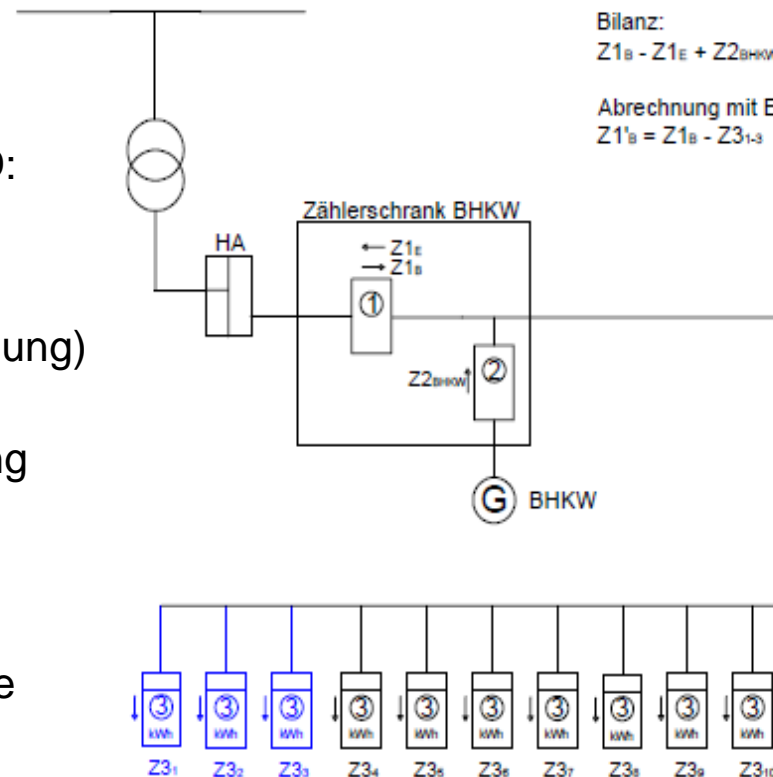 Bilanz:
Z1B - Z1E + Z2BHKW
Abrechnung mit E
Z1'B = Z1B - Z31-3
):
Zählerschrank BHKW
HA
← Z1E
→ Z1B
①
ung)
Z2BHKW
②
ng
G BHKW
e
③ ③ ③ ③ ③ ③ ③ ③ ③ ③
kWh kWh kWh kWh kWh kWh kWh kWh kWh kWh
Z31 Z32 Z33 Z34 Z35 Z36 Z37 Z38 Z39 Z310